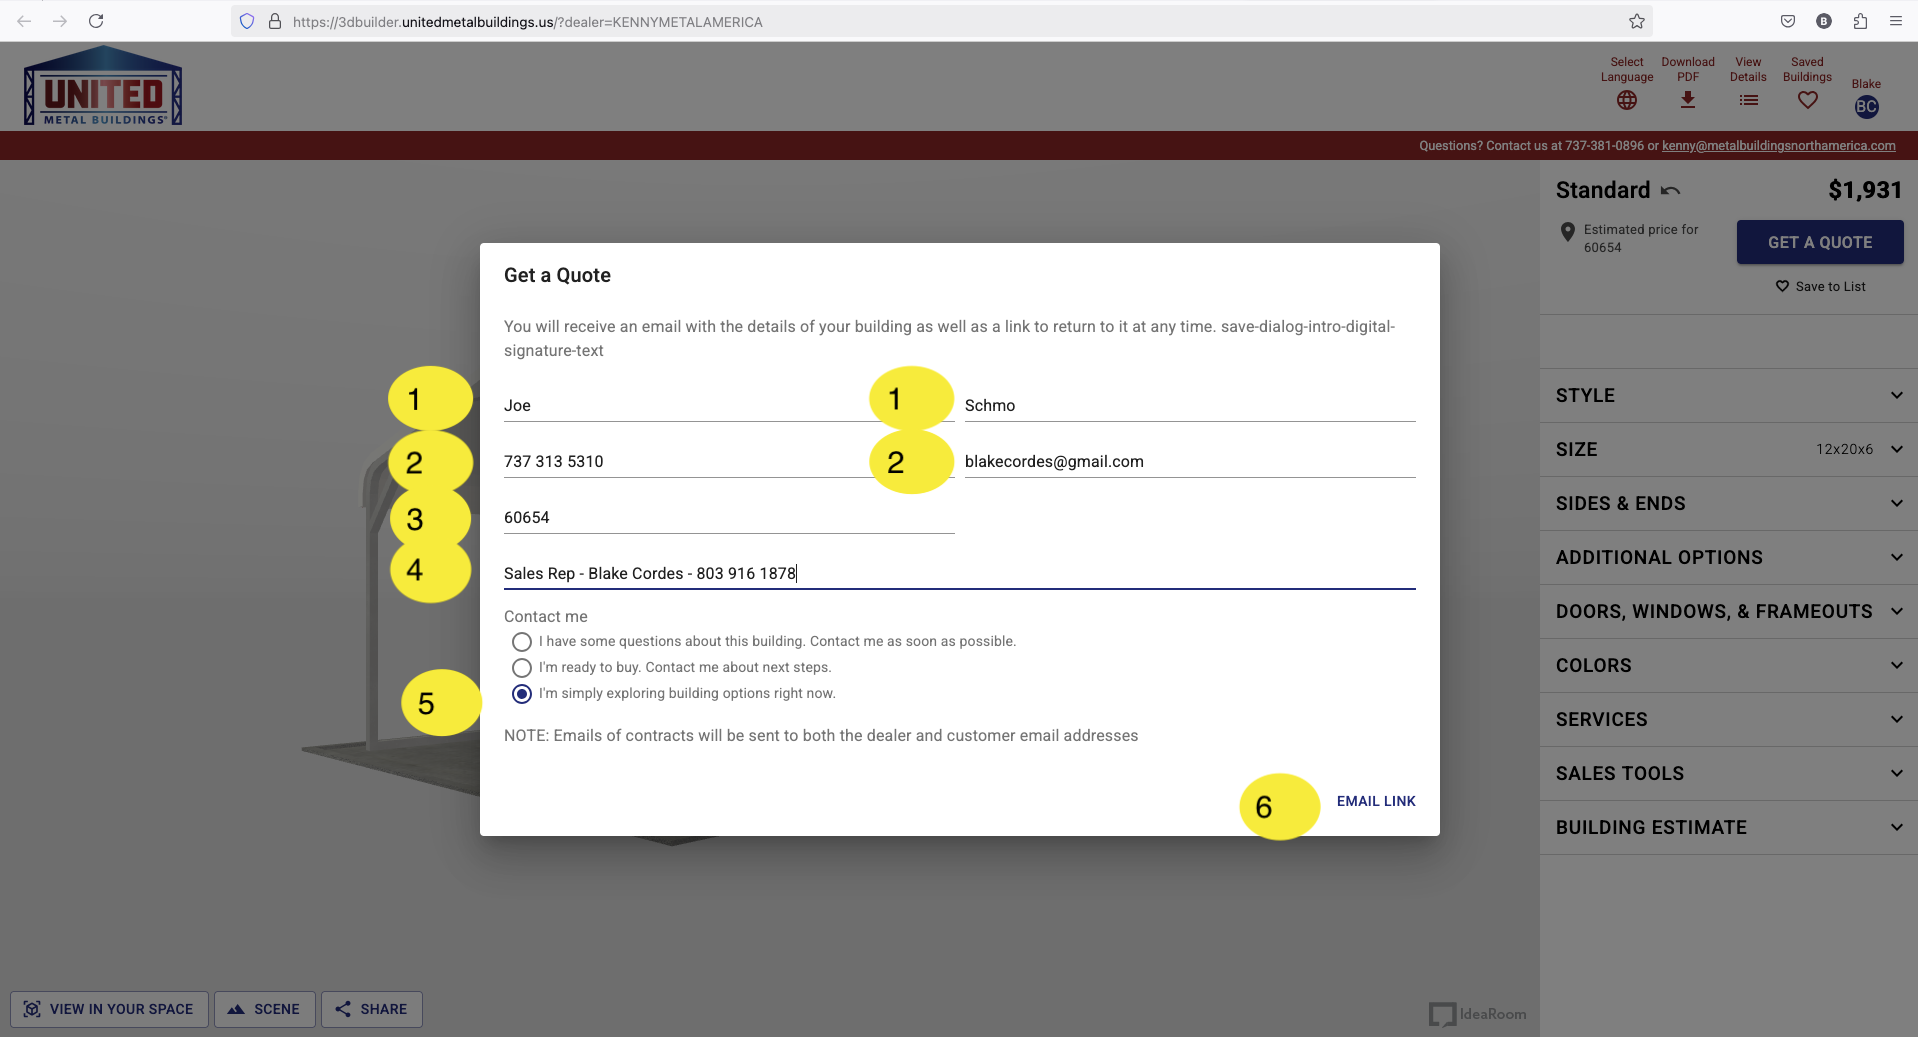 https://3dbuilder.unitedmetalbuildings.us/?dealer=KENNYMETALAMERICA
B
UNITED
METAL BUILDINGS
Select Language
Download PDF
View Details
Saved Buildings
Blake
BC
Questions? Contact us at 737-381-0896 or kenny@metalbuildingsnorthamerica.com
Standard
$1,931
Estimated price for
60654
GET A QUOTE
Save to List
Get a Quote
You will receive an email with the details of your building as well as a link to return to it at any time. save-dialog-intro-digital-
signature-text
1 Joe
1 Schmo
2 737 313 5310
2 blakecordes@gmail.com
3 60654
4 Sales Rep - Blake Cordes - 803 916 1878
Contact me
I have some questions about this building. Contact me as soon as possible.
I'm ready to buy. Contact me about next steps.
5 I'm simply exploring building options right now.
NOTE: Emails of contracts will be sent to both the dealer and customer email addresses
6 EMAIL LINK
STYLE
SIZE 12x20x6
SIDES & ENDS
ADDITIONAL OPTIONS
DOORS, WINDOWS, & FRAMEOUTS
COLORS
SERVICES
SALES TOOLS
BUILDING ESTIMATE
VIEW IN YOUR SPACE
SCENE
SHARE
IdeaRoom